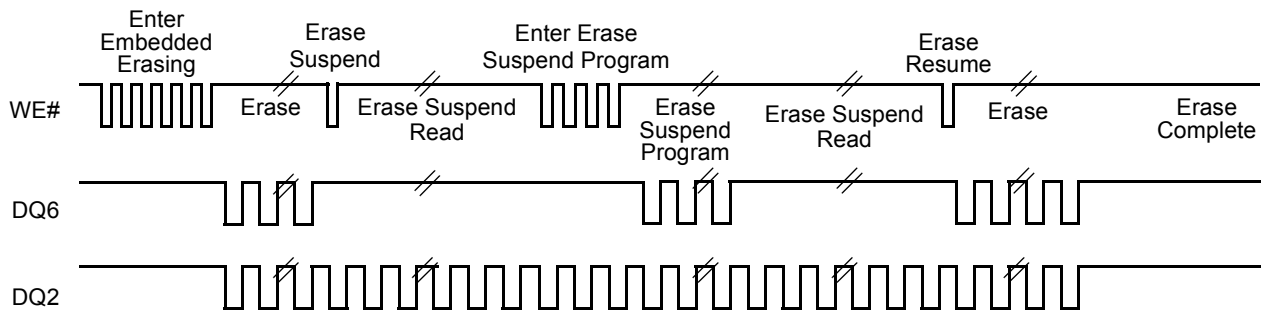 Enter
Embedded
Erasing
Erase
Suspend
Enter Erase
Suspend Program
Erase
Resume
WE#
Erase
Erase Suspend
Read
Erase
Suspend
Program
Erase Suspend
Read
Erase
Erase
Complete
DQ6
DQ2